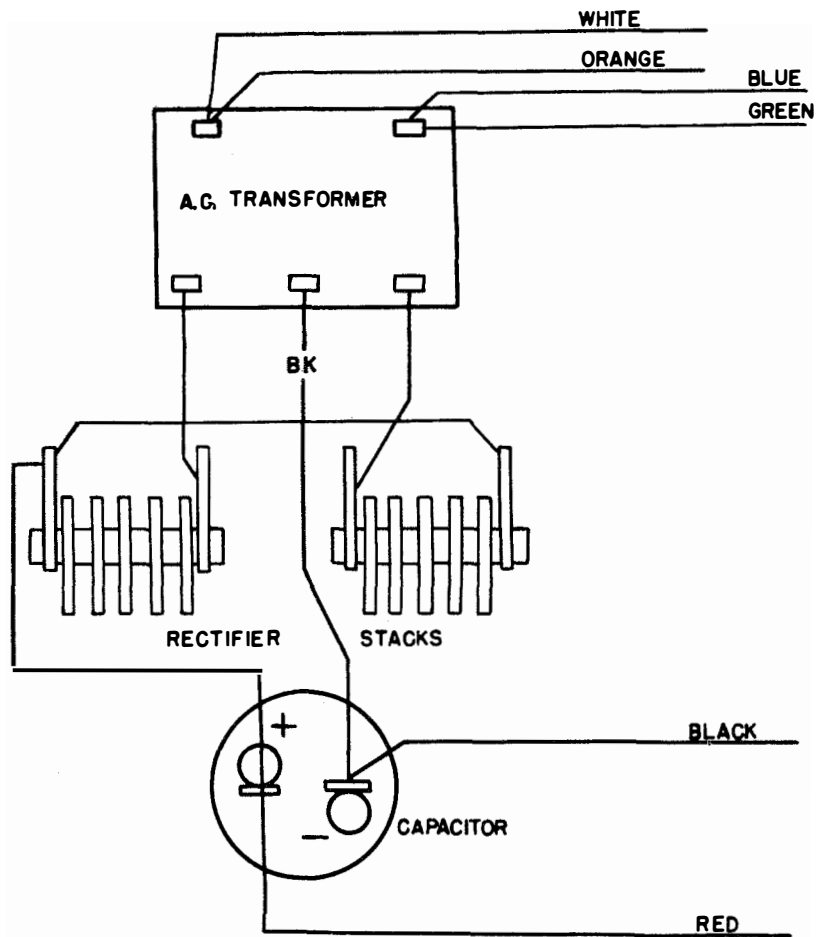 WHITE
ORANGE
BLUE
GREEN
A.C. TRANSFORMER
BK
RECTIFIER STACKS
+
BLACK
CAPACITOR
−
RED